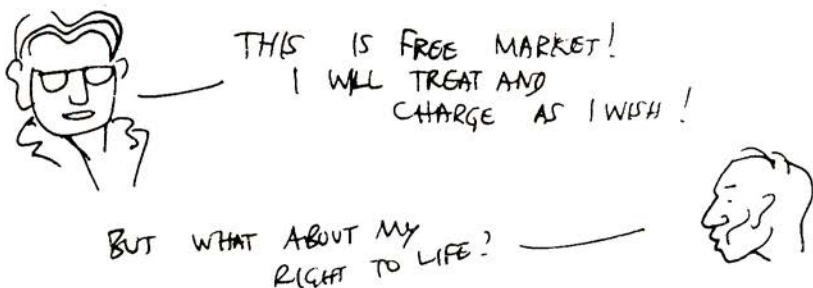 THIS IS FREE MARKET!
I WILL TREAT AND
CHARGE AS I WISH!
BUT WHAT ABOUT MY
RIGHT TO LIFE?